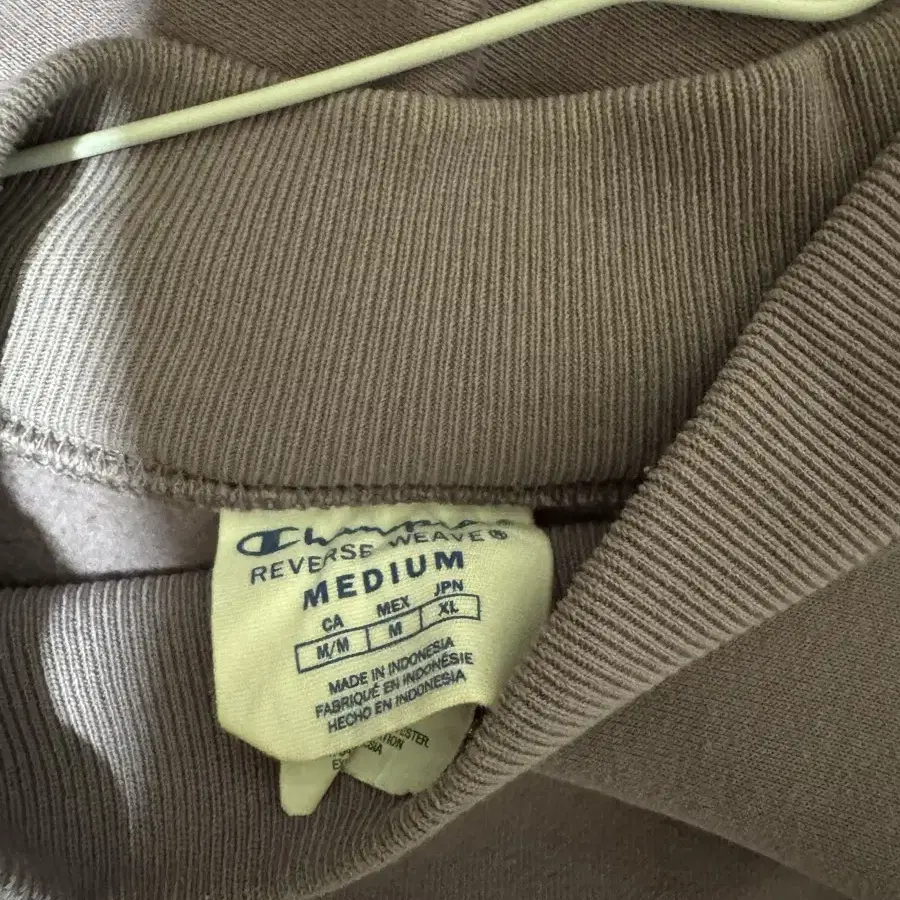 Champion
REVERSE WEAVE®
MEDIUM
CA MEX JPN
M/M M XL
MADE IN INDONESIA
FABRIQUÉ EN INDONÉSIE
HECHO EN INDONESIA